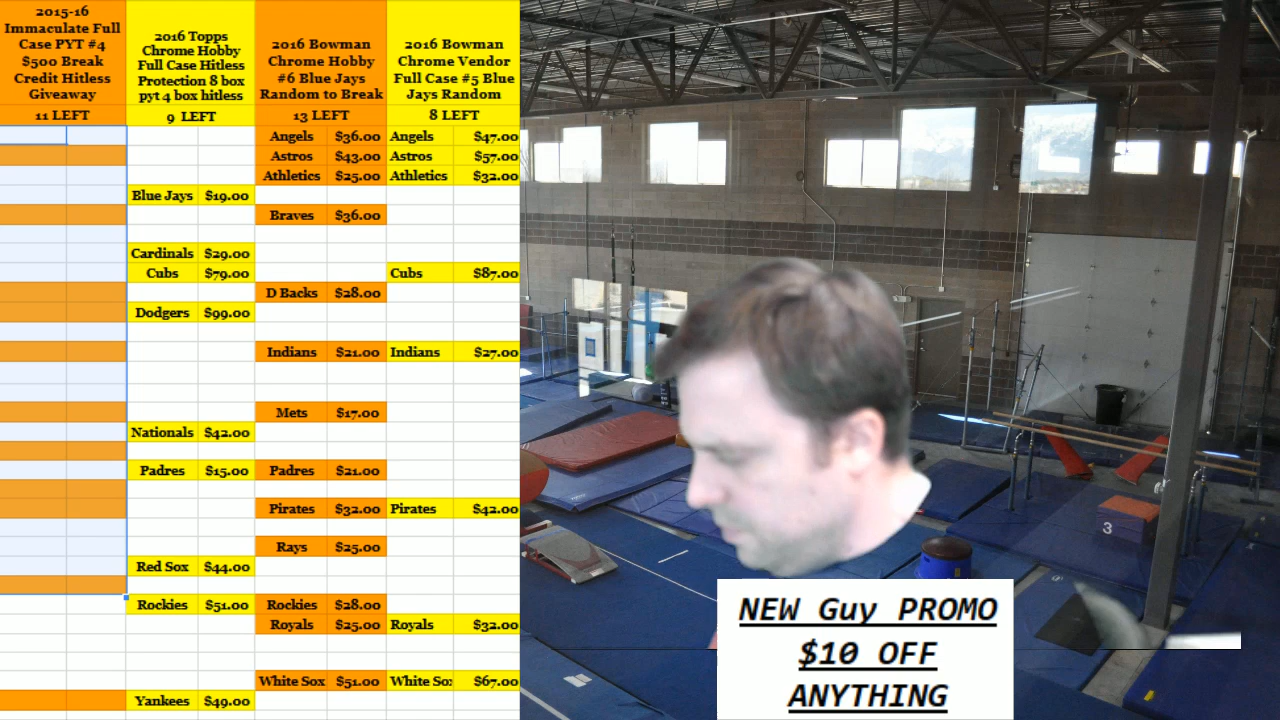 2015-16
Immaculate Full
Case PYT #4
$500 Break
Credit Hitless
Giveaway
11 LEFT
2016 Topps
Chrome Hobby
Full Case Hitless
Protection 8 box
pyt 4 box hitless
9 LEFT
2016 Bowman
Chrome Hobby
#6 Blue Jays
Random to Break
13 LEFT
2016 Bowman
Chrome Vendor
Full Case #5 Blue
Jays Random
8 LEFT
Angels $36.00 Angels $47.00
Astros $43.00 Astros $57.00
Athletics $25.00 Athletics $32.00
Blue Jays $19.00
Braves $36.00
Cardinals $29.00
Cubs $79.00 Cubs $87.00
D Backs $28.00
Dodgers $99.00
Indians $21.00 Indians $27.00
Mets $17.00
Nationals $42.00
Padres $15.00 Padres $21.00
Pirates $32.00 Pirates $42.00
Rays $25.00
Red Sox $44.00
Rockies $51.00 Rockies $28.00
Royals $25.00 Royals $32.00
White Sox $51.00 White Sox $67.00
Yankees $49.00
3
NEW Guy PROMO
$10 OFF
ANYTHING